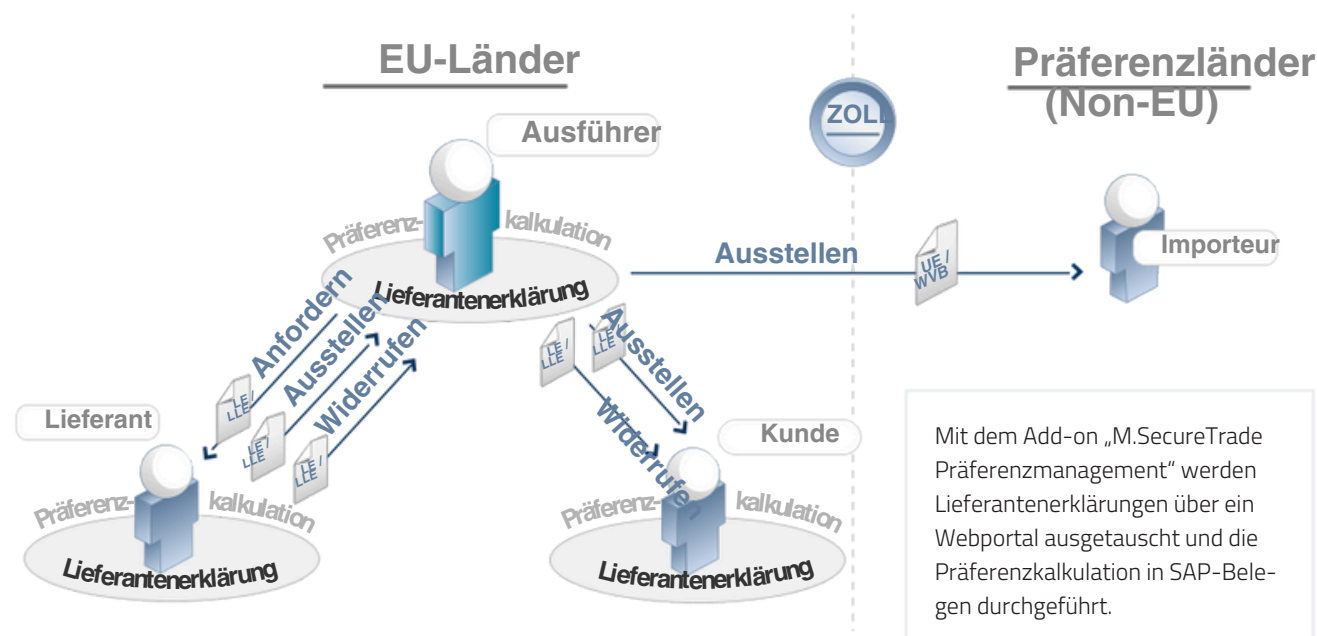 EU-Länder
Präferenzländer
(Non-EU)
ZOLL
Ausführer
Präferenz-
kalkulation
Lieferantenerklärung
Ausstellen
UE /
WVB
Importeur
Anfordern
LE /
LLE
Ausstellen
LE /
LLE
Widerrufen
LE /
LLE
LE /
LLE
Widerrufen
LE /
LLE
Ausstellen
Lieferant
Präferenz-
kalkulation
Lieferantenerklärung
Kunde
Präferenz-
kalkulation
Lieferantenerklärung
Mit dem Add-on „M.SecureTrade
Präferenzmanagement“ werden
Lieferantenerklärungen über ein
Webportal ausgetauscht und die
Präferenzkalkulation in SAP-Bele-
gen durchgeführt.